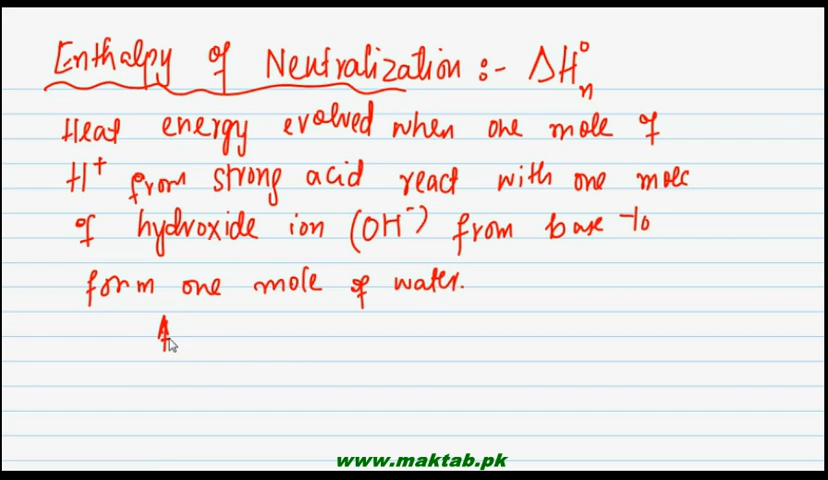 Enthalpy of Neutralization :- ΔH°n
Heat energy evolved when one mole of
H+ from strong acid react with one mole
of hydroxide ion (OH-) from base to
form one mole of water.
www.maktab.pk